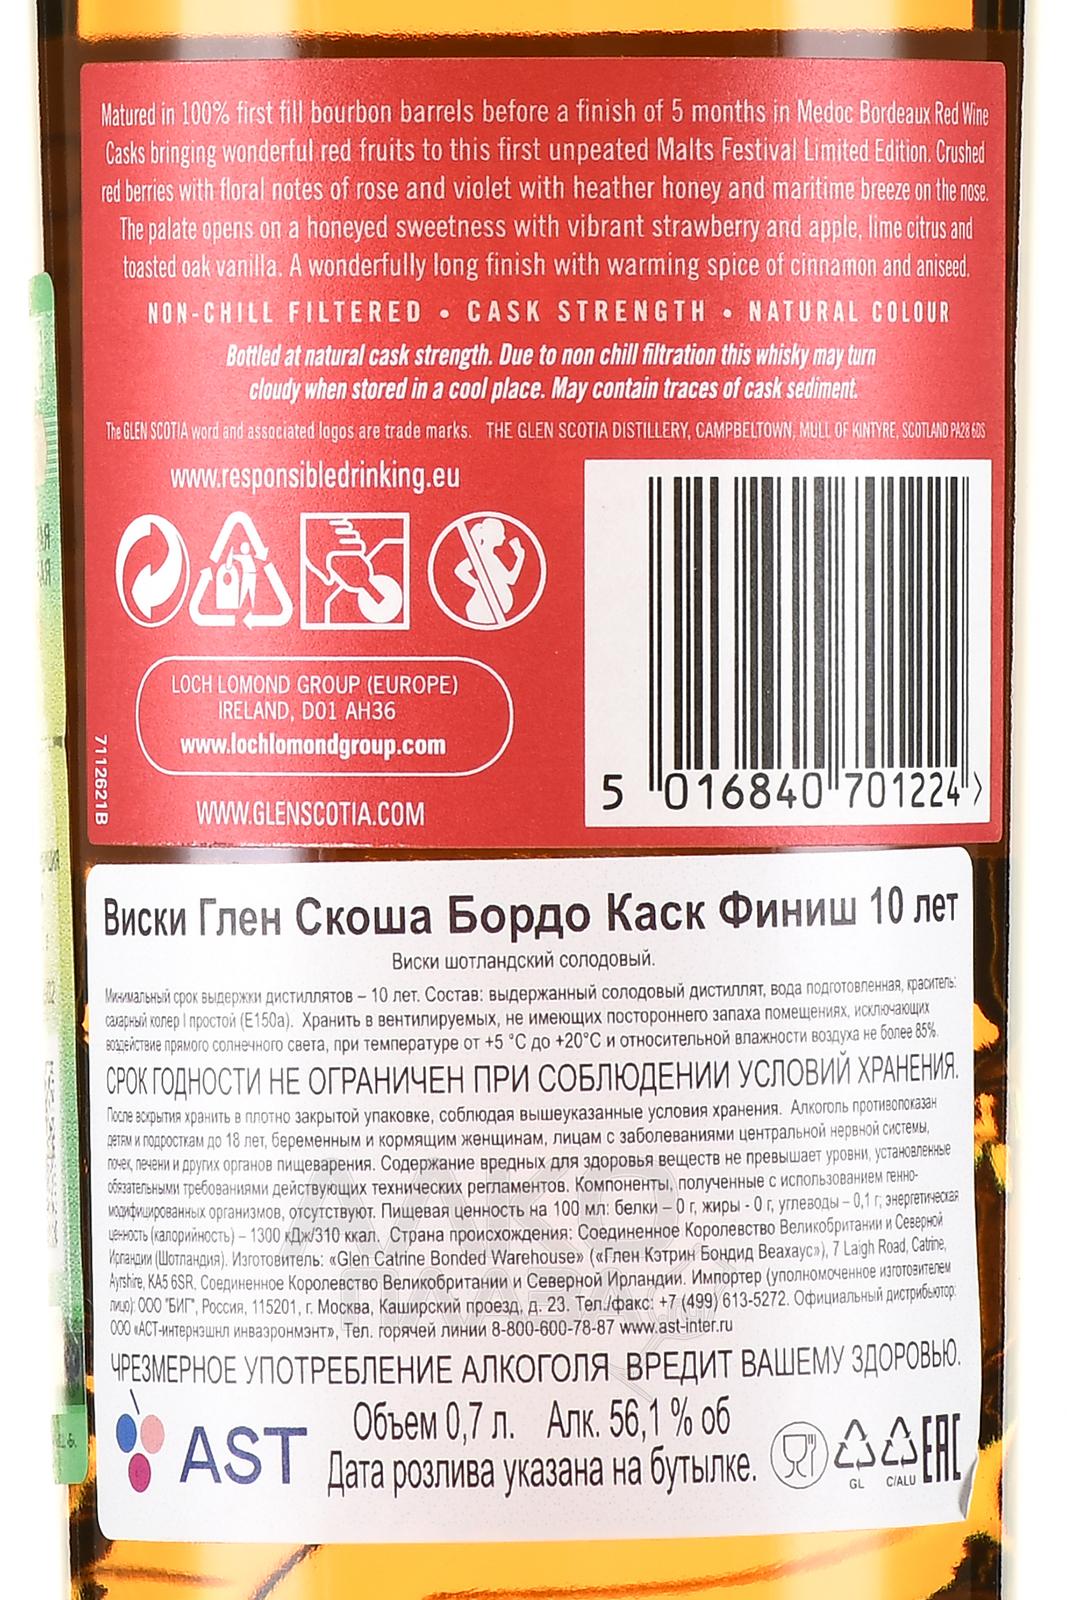 Matured in 100% first fill bourbon barrels before a finish of 5 months in Medoc Bordeaux Red Wine
Casks bringing wonderful red fruits to this first unpeated Malts Festival Limited Edition. Crushed
red berries with floral notes of rose and violet with heather honey and maritime breeze on the nose.
The palate opens on a honeyed sweetness with vibrant strawberry and apple, lime citrus and
toasted oak vanilla. A wonderfully long finish with warming spice of cinnamon and aniseed.
NON-CHILL FILTERED • CASK STRENGTH • NATURAL COLOUR
Bottled at natural cask strength. Due to non chill filtration this whisky may turn
cloudy when stored in a cool place. May contain traces of cask sediment.
The GLEN SCOTIA word and associated logos are trade marks. THE GLEN SCOTIA DISTILLERY, CAMPBELTOWN, MULL OF KINTYRE, SCOTLAND PA28 6DS
www.responsibledrinking.eu
LOCH LOMOND GROUP (EUROPE)
IRELAND, D01 AH36
www.lochlomondgroup.com
7112621B
WWW.GLENSCOTIA.COM
5 016840 701224 >
Виски Глен Скоша Бордо Каск Финиш 10 лет
Виски шотландский солодовый.
Минимальный срок выдержки дистиллятов – 10 лет. Состав: выдержанный солодовый дистиллят, вода подготовленная, краситель:
сахарный колер I простой (Е150а). Хранить в вентилируемых, не имеющих постороннего запаха помещениях, исключающих
воздействие прямого солнечного света, при температуре от +5 °C до +20°C и относительной влажности воздуха не более 85%.
СРОК ГОДНОСТИ НЕ ОГРАНИЧЕН ПРИ СОБЛЮДЕНИИ УСЛОВИЙ ХРАНЕНИЯ.
После вскрытия хранить в плотно закрытой упаковке, соблюдая вышеуказанные условия хранения. Алкоголь противопоказан
детям и подросткам до 18 лет, беременным и кормящим женщинам, лицам с заболеваниями центральной нервной системы,
почек, печени и других органов пищеварения. Содержание вредных для здоровья веществ не превышает уровни, установленные
обязательными требованиями действующих технических регламентов. Компоненты, полученные с использованием генно-
модифицированных организмов, отсутствуют. Пищевая ценность на 100 мл: белки – 0 г, жиры - 0 г, углеводы – 0,1 г; энергетическая
ценность (калорийность) – 1300 кДж/310 ккал. Страна происхождения: Соединенное Королевство Великобритании и Северной
Ирландии (Шотландия). Изготовитель: «Glen Catrine Bonded Warehouse» («Глен Кэтрин Бондид Веахаус»), 7 Laigh Road, Catrine,
Ayrshire, KA5 6SR, Соединенное Королевство Великобритании и Северной Ирландии. Импортер (уполномоченное изготовителем
лицо): ООО "БИГ", Россия, 115201, г. Москва, Каширский проезд, д. 23. Тел./факс: +7 (499) 613-5272. Официальный дистрибьютор:
ООО «АСТ-интернэшнл инваэронмэнт», Тел. горячей линии 8-800-600-78-87 www.ast-inter.ru
ЧРЕЗМЕРНОЕ УПОТРЕБЛЕНИЕ АЛКОГОЛЯ ВРЕДИТ ВАШЕМУ ЗДОРОВЬЮ.
AST
Объем 0,7 л. Алк. 56,1 % об
Дата розлива указана на бутылке.
GL
C/ALU
EAC
АЛКО
ПЛАЗА